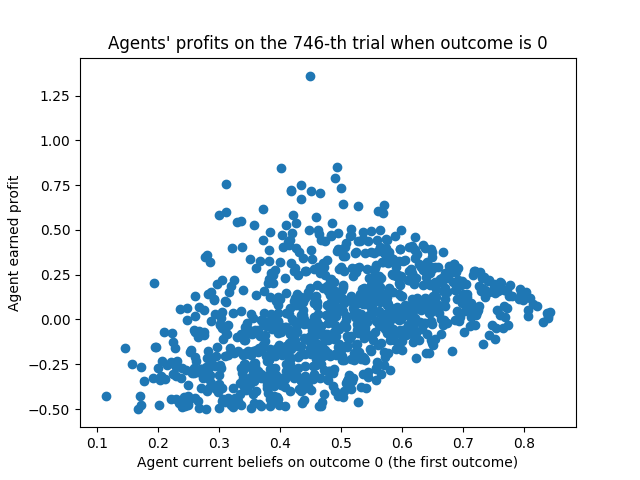 Agents' profits on the 746-th trial when outcome is 0
1.25
1.00
0.75
0.50
0.25
0.00
−0.25
−0.50
Agent earned profit
0.1 0.2 0.3 0.4 0.5 0.6 0.7 0.8
Agent current beliefs on outcome 0 (the first outcome)